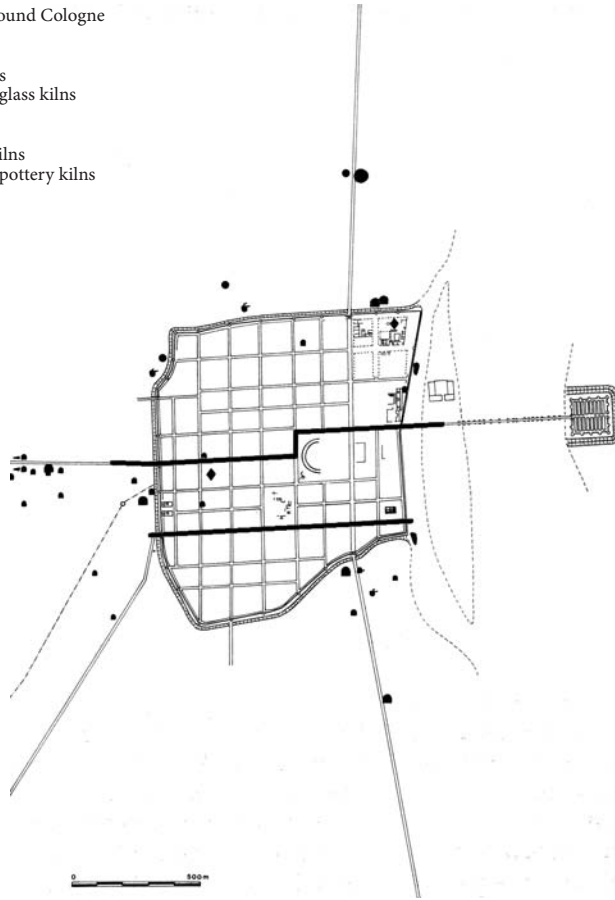 ound Cologne
s
glass kilns
ilns
pottery kilns
0 500m